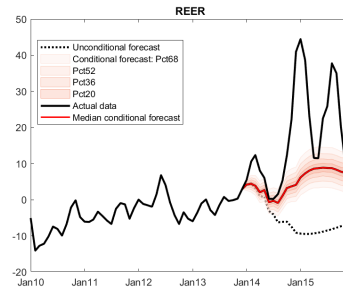 REER
50
40
30
20
10
0
-10
-20
Unconditional forecast
Conditional forecast: Pct68
Pct52
Pct36
Pct20
Actual data
Median conditional forecast
Jan10 Jan11 Jan12 Jan13 Jan14 Jan15